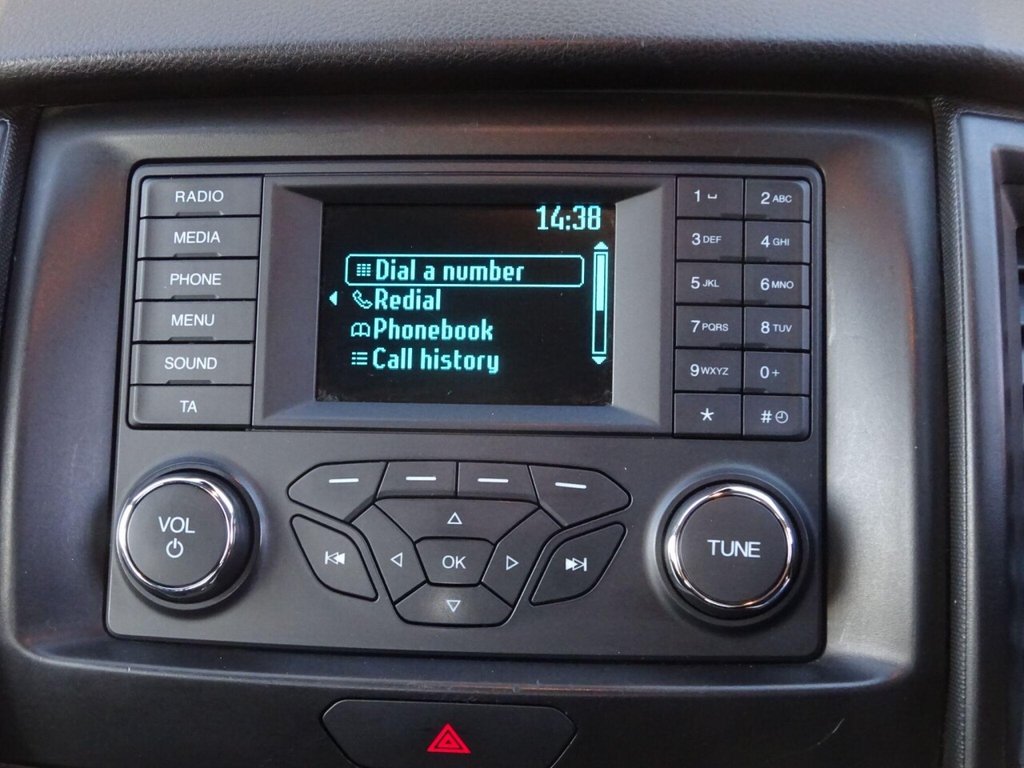 RADIO
MEDIA
PHONE
MENU
SOUND
TA
14:38
Dial a number
Redial
Phonebook
Call history
1 ␣
2 ABC
3 DEF
4 GHI
5 JKL
6 MNO
7 PQRS
8 TUV
9 WXYZ
0 +
*
#
VOL
OK
TUNE